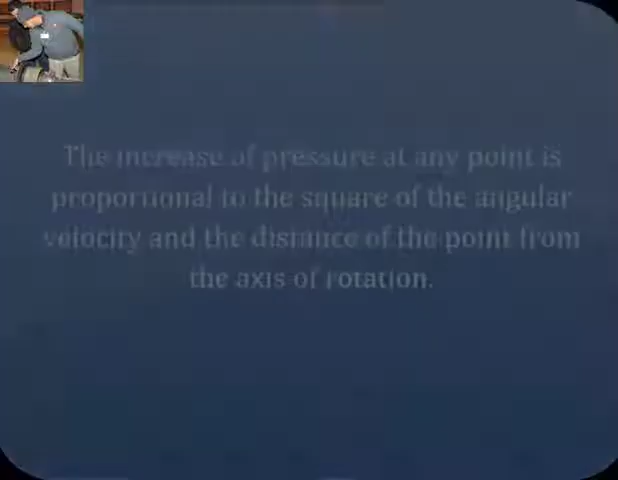 The increase of pressure at any point is
proportional to the square of the angular
velocity and the distance of the point from
the axis of rotation.